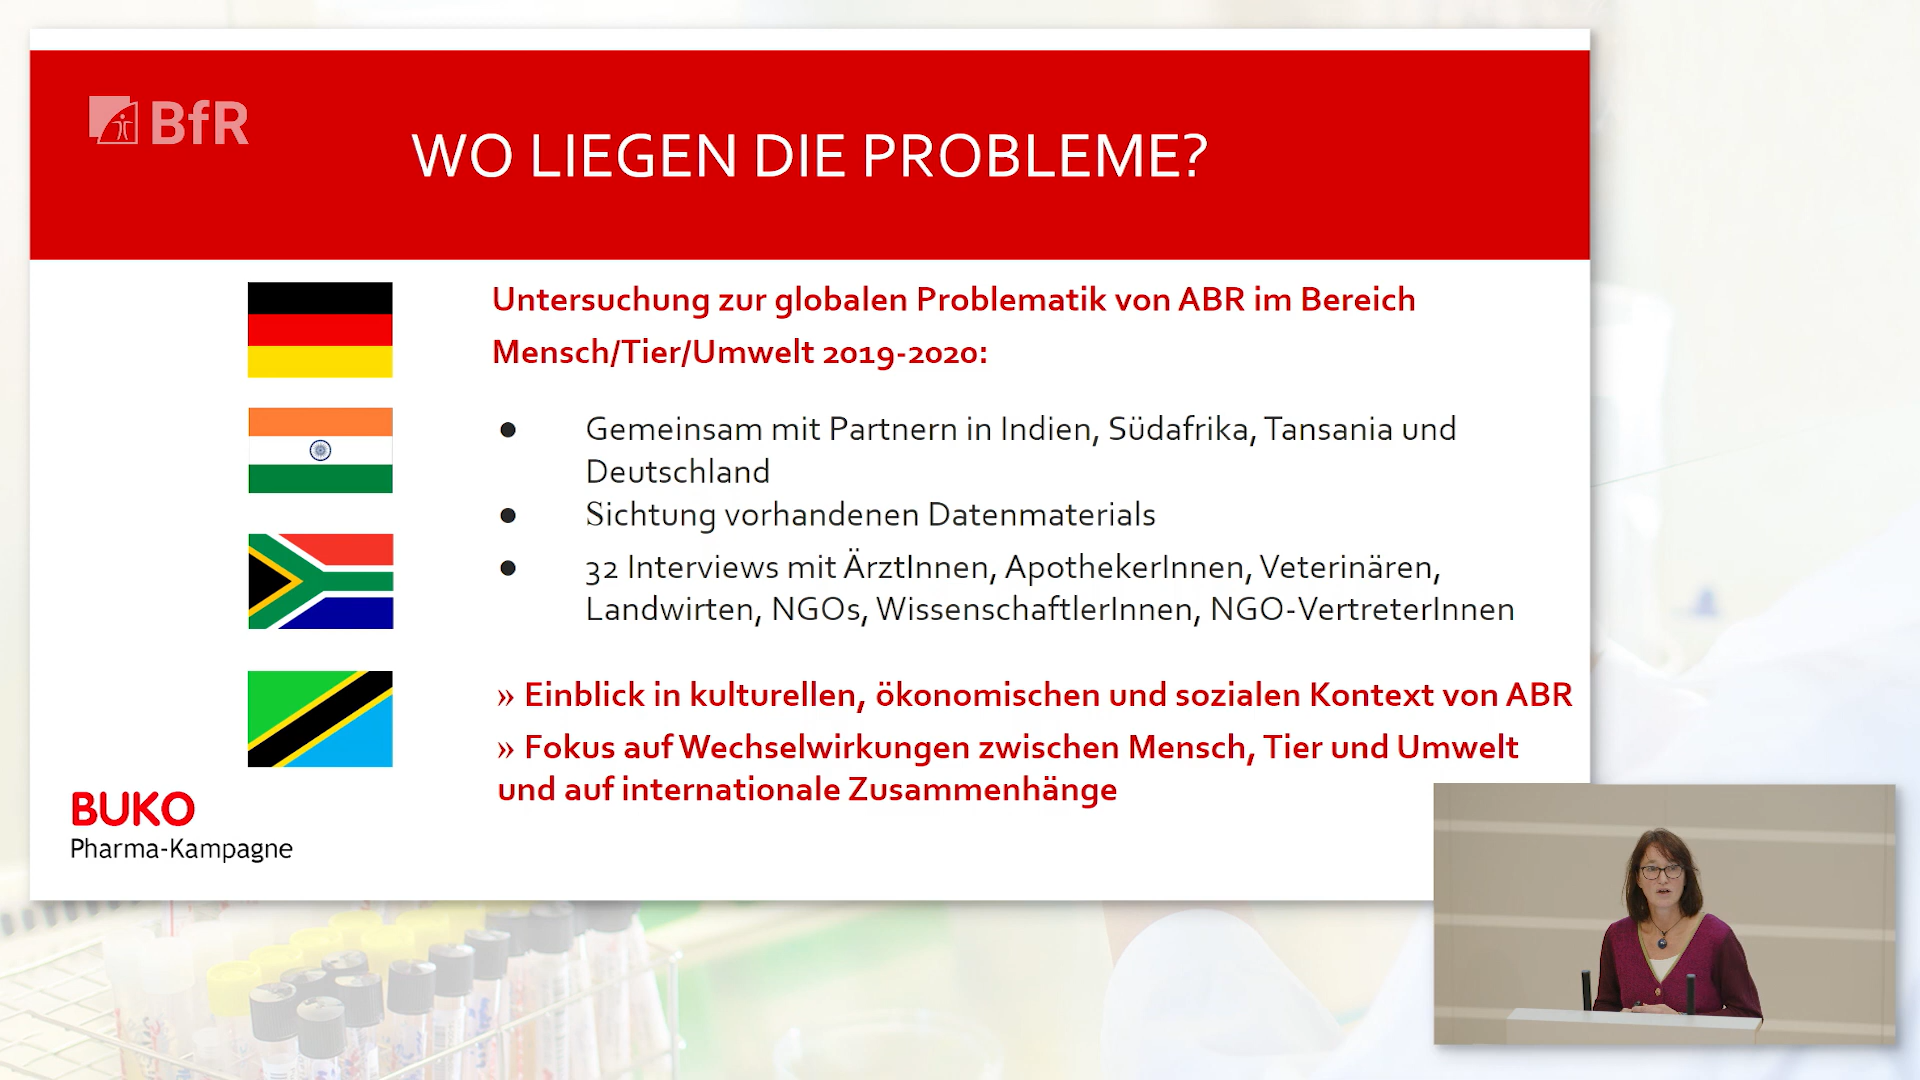 BfR
WO LIEGEN DIE PROBLEME?
Untersuchung zur globalen Problematik von ABR im Bereich
Mensch/Tier/Umwelt 2019-2020:
● Gemeinsam mit Partnern in Indien, Südafrika, Tansania und
Deutschland
● Sichtung vorhandenen Datenmaterials
● 32 Interviews mit ÄrztInnen, ApothekerInnen, Veterinären,
Landwirten, NGOs, WissenschaftlerInnen, NGO-VertreterInnen
» Einblick in kulturellen, ökonomischen und sozialen Kontext von ABR
» Fokus auf Wechselwirkungen zwischen Mensch, Tier und Umwelt
und auf internationale Zusammenhänge
BUKO
Pharma-Kampagne